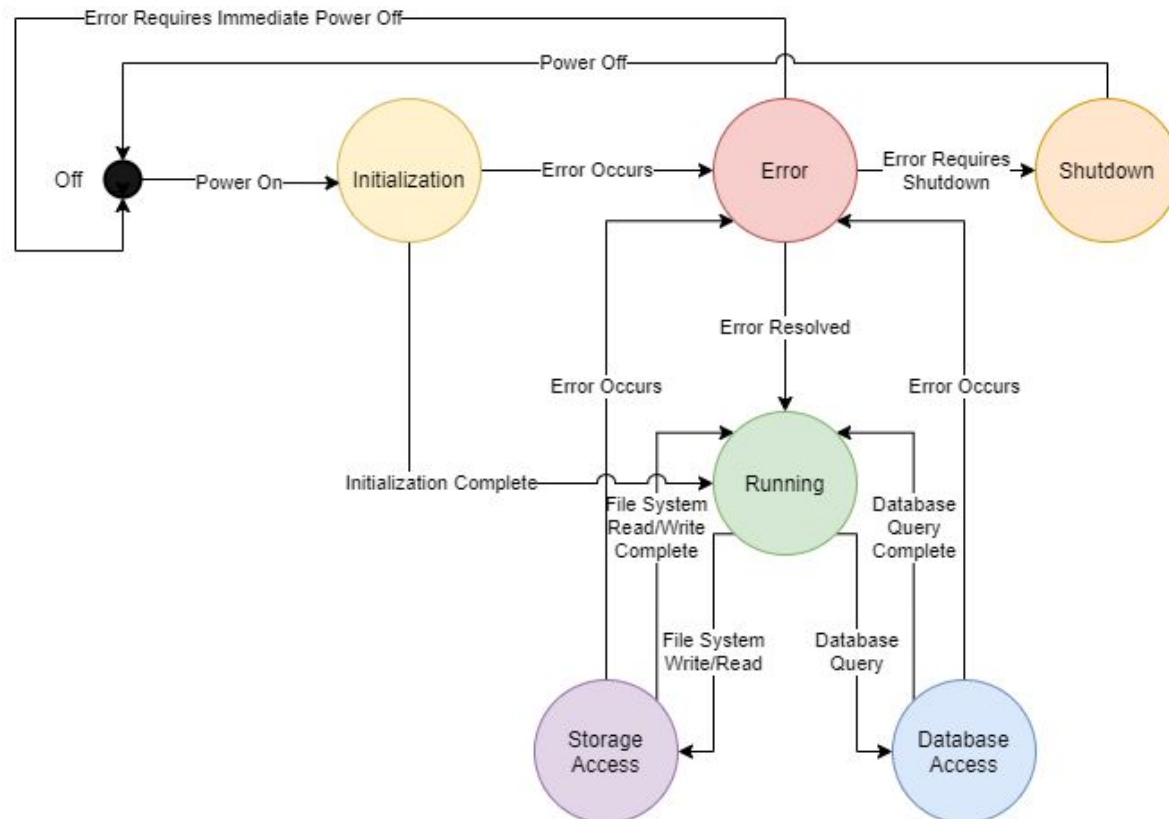 Error Requires Immediate Power Off
Power Off
Off
Power On
Initialization
Error Occurs
Error
Error Requires
Shutdown
Shutdown
Error Resolved
Error Occurs
Error Occurs
Initialization Complete
Running
File System
Read/Write
Complete
Database
Query
Complete
File System
Write/Read
Database
Query
Storage
Access
Database
Access